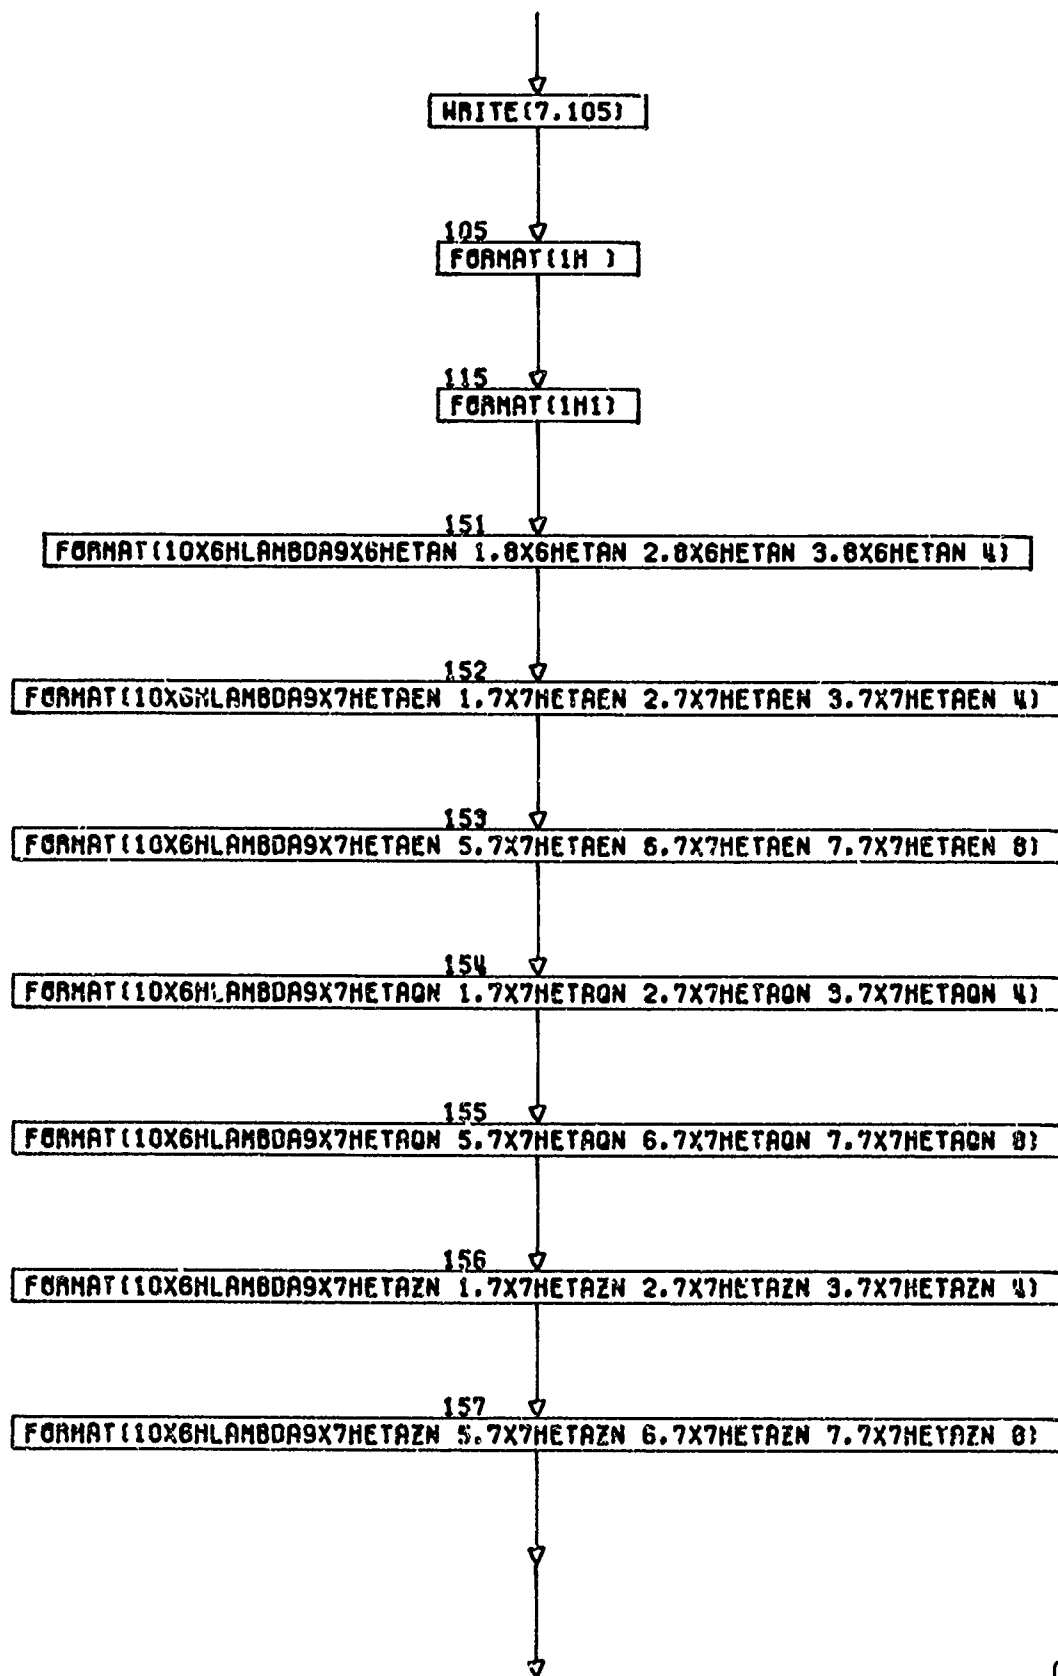 WRITE(7,105)
105
FORMAT(1H )
115
FORMAT(1H1)
151
FORMAT(10X6HLAMBDA9X6HETAN 1,8X6HETAN 2,8X6HETAN 3,8X6HETAN 4)
152
FORMAT(10X6HLAMBDA9X7HETAEN 1,7X7HETAEN 2,7X7HETAEN 3,7X7HETAEN 4)
153
FORMAT(10X6HLAMBDA9X7HETAEN 5,7X7HETAEN 6,7X7HETAEN 7,7X7HETAEN 8)
154
FORMAT(10X6HLAMBDA9X7HETAQN 1,7X7HETAQN 2,7X7HETAQN 3,7X7HETAQN 4)
155
FORMAT(10X6HLAMBDA9X7HETAQN 5,7X7HETAQN 6,7X7HETAQN 7,7X7HETAQN 8)
156
FORMAT(10X6HLAMBDA9X7HETAZN 1,7X7HETAZN 2,7X7HETAZN 3,7X7HETAZN 4)
157
FORMAT(10X6HLAMBDA9X7HETAZN 5,7X7HETAZN 6,7X7HETAZN 7,7X7HETAZN 8)